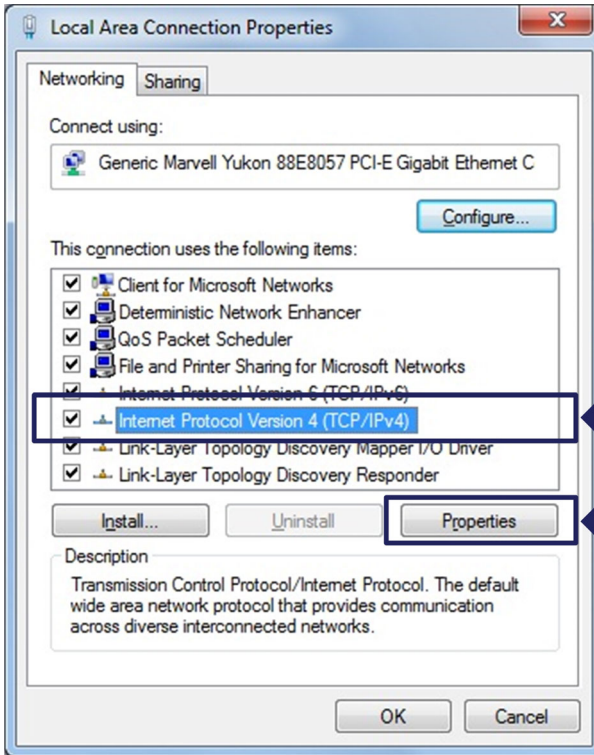 Local Area Connection Properties
Networking
Sharing
Connect using:
Generic Marvell Yukon 88E8057 PCI-E Gigabit Ethernet C
Configure...
This connection uses the following items:
Client for Microsoft Networks
Deterministic Network Enhancer
QoS Packet Scheduler
File and Printer Sharing for Microsoft Networks
Internet Protocol Version 6 (TCP/IPv6)
Internet Protocol Version 4 (TCP/IPv4)
Link-Layer Topology Discovery Mapper I/O Driver
Link-Layer Topology Discovery Responder
Install...
Uninstall
Properties
Description
Transmission Control Protocol/Internet Protocol. The default
wide area network protocol that provides communication
across diverse interconnected networks.
OK
Cancel